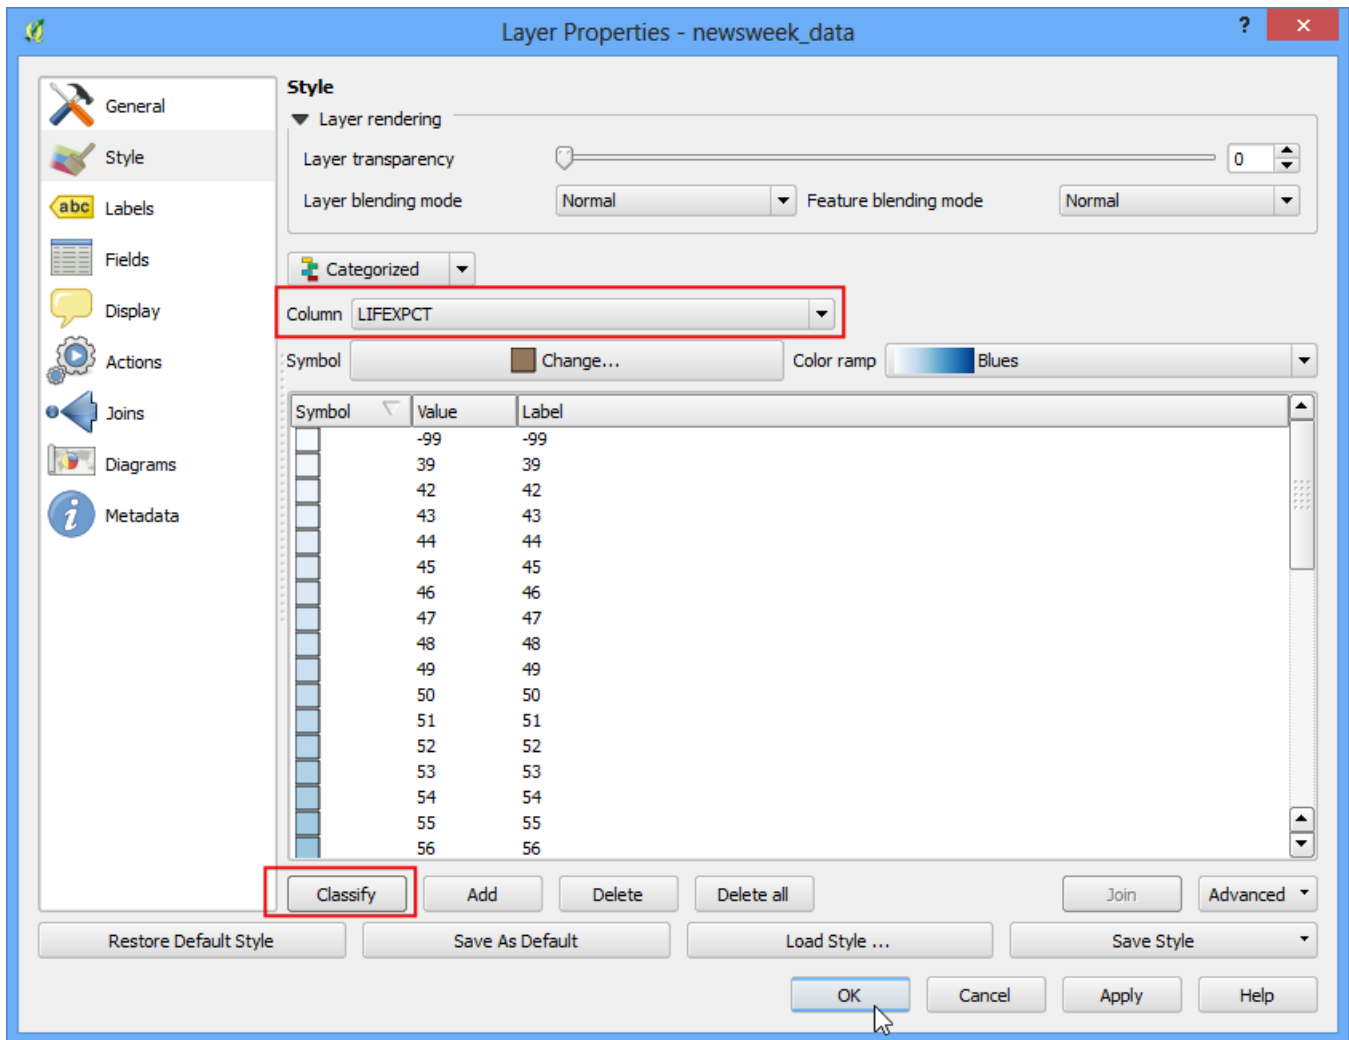 Layer Properties - newsweek_data
?
General
Style
abc Labels
Fields
Display
Actions
Joins
Diagrams
i Metadata
Style
Layer rendering
Layer transparency 0
Layer blending mode Normal Feature blending mode Normal
Categorized
Column LIFEXPCT
Symbol Change... Color ramp Blues
Symbol Value Label
-99 -99
39 39
42 42
43 43
44 44
45 45
46 46
47 47
48 48
49 49
50 50
51 51
52 52
53 53
54 54
55 55
56 56
Classify Add Delete Delete all Join Advanced
Restore Default Style Save As Default Load Style ... Save Style
OK Cancel Apply Help